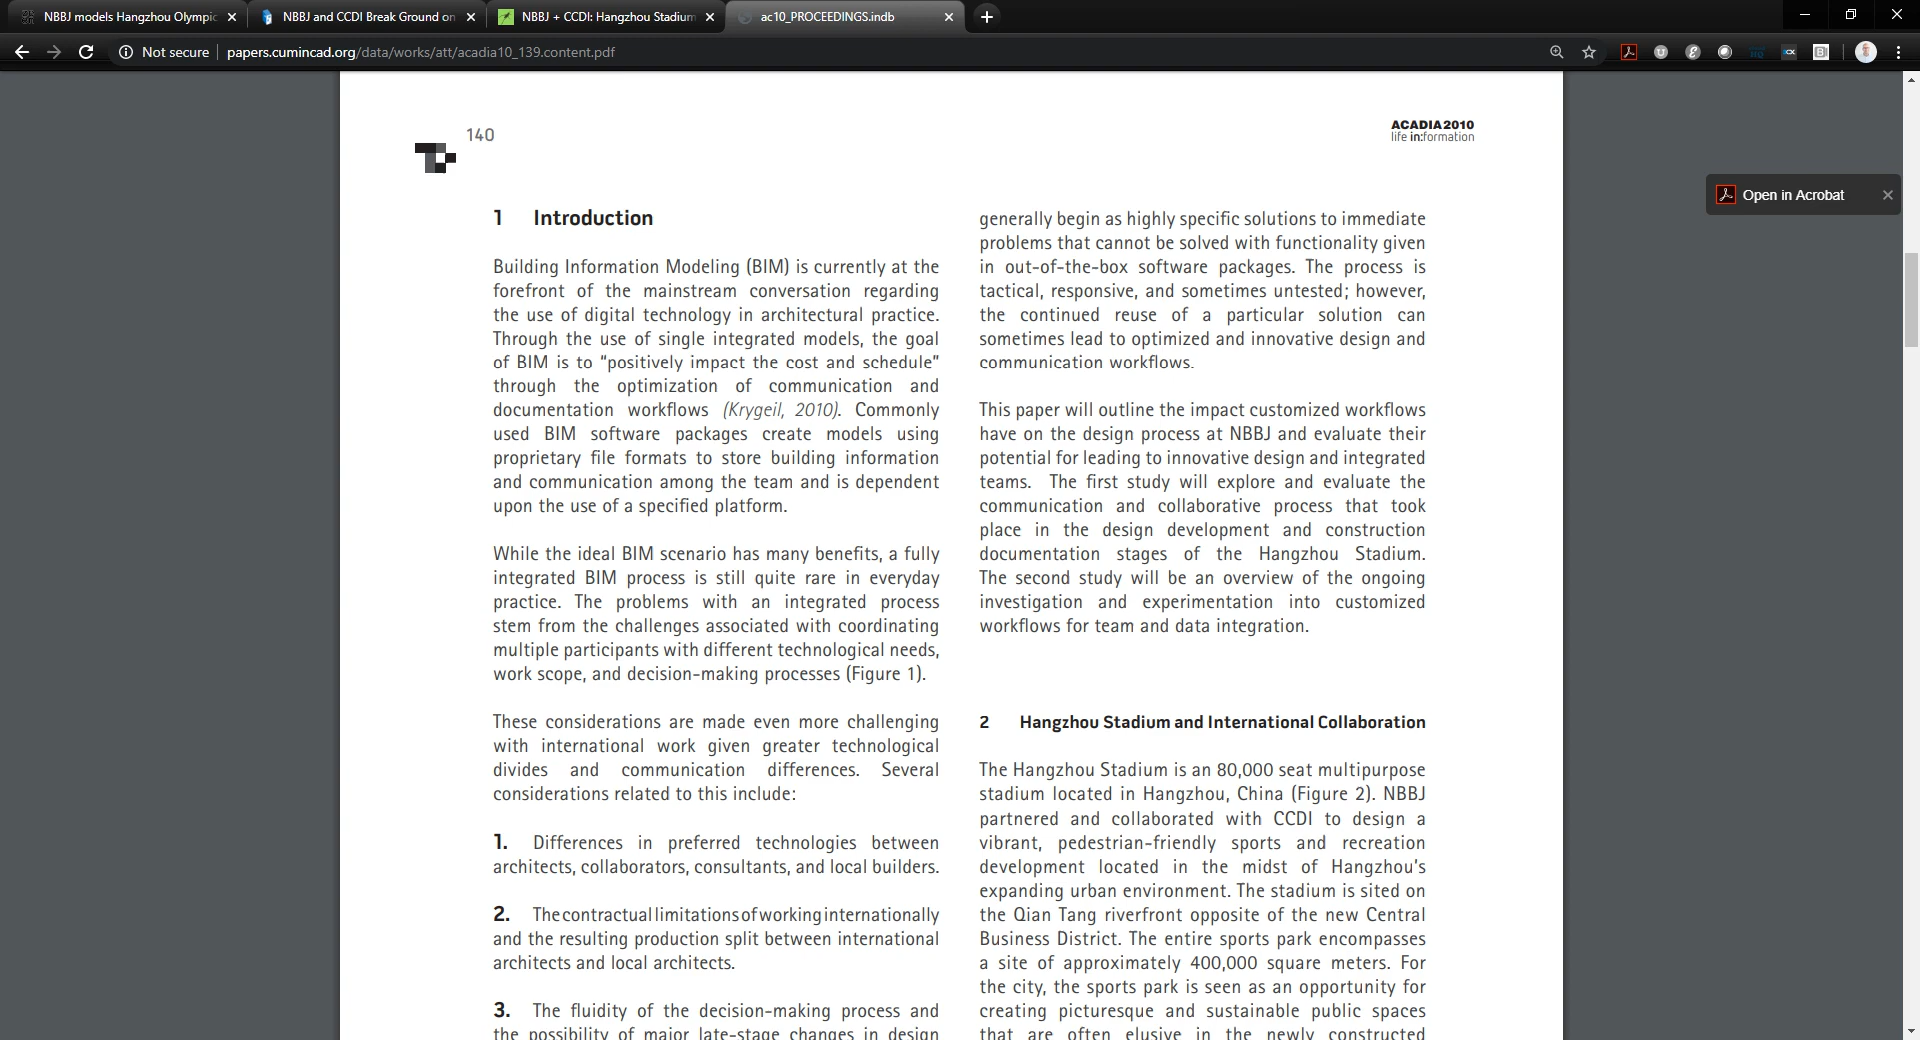 NBBJ models Hangzhou Olympic
NBBJ and CCDI Break Ground on
NBBJ + CCDI: Hangzhou Stadium
ac10_PROCEEDINGS.indb
Not secure
papers.cumincad.org/data/works/att/acadia10_139.content.pdf
Open in Acrobat
140
ACADIA2010
life in:formation
1 Introduction
Building Information Modeling (BIM) is currently at the
forefront of the mainstream conversation regarding
the use of digital technology in architectural practice.
Through the use of single integrated models, the goal
of BIM is to “positively impact the cost and schedule”
through the optimization of communication and
documentation workflows (Krygeil, 2010). Commonly
used BIM software packages create models using
proprietary file formats to store building information
and communication among the team and is dependent
upon the use of a specified platform.
While the ideal BIM scenario has many benefits, a fully
integrated BIM process is still quite rare in everyday
practice. The problems with an integrated process
stem from the challenges associated with coordinating
multiple participants with different technological needs,
work scope, and decision-making processes (Figure 1).
These considerations are made even more challenging
with international work given greater technological
divides and communication differences. Several
considerations related to this include:
1. Differences in preferred technologies between
architects, collaborators, consultants, and local builders.
2. The contractual limitations of working internationally
and the resulting production split between international
architects and local architects.
3. The fluidity of the decision-making process and
the possibility of major late-stage changes in design
generally begin as highly specific solutions to immediate
problems that cannot be solved with functionality given
in out-of-the-box software packages. The process is
tactical, responsive, and sometimes untested; however,
the continued reuse of a particular solution can
sometimes lead to optimized and innovative design and
communication workflows.
This paper will outline the impact customized workflows
have on the design process at NBBJ and evaluate their
potential for leading to innovative design and integrated
teams. The first study will explore and evaluate the
communication and collaborative process that took
place in the design development and construction
documentation stages of the Hangzhou Stadium.
The second study will be an overview of the ongoing
investigation and experimentation into customized
workflows for team and data integration.
2 Hangzhou Stadium and International Collaboration
The Hangzhou Stadium is an 80,000 seat multipurpose
stadium located in Hangzhou, China (Figure 2). NBBJ
partnered and collaborated with CCDI to design a
vibrant, pedestrian-friendly sports and recreation
development located in the midst of Hangzhou's
expanding urban environment. The stadium is sited on
the Qian Tang riverfront opposite of the new Central
Business District. The entire sports park encompasses
a site of approximately 400,000 square meters. For
the city, the sports park is seen as an opportunity for
creating picturesque and sustainable public spaces
that are often elusive in the newly constructed